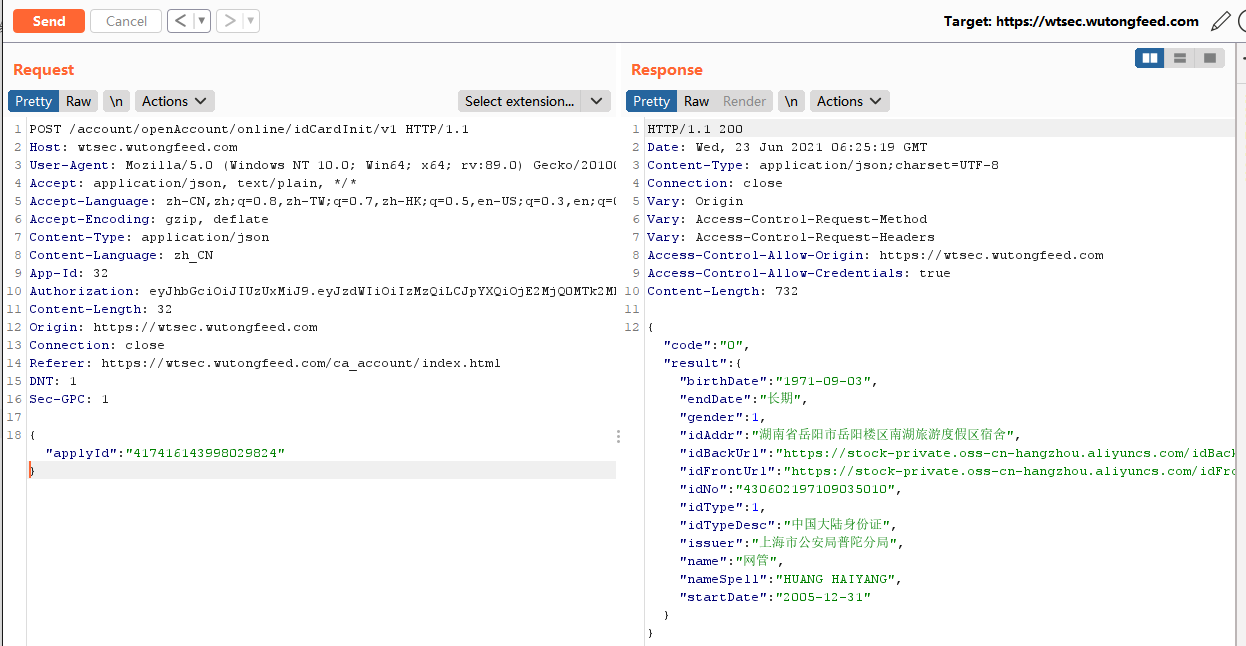 Send Cancel < > Target: https://wtsec.wutongfeed.com
Request
Pretty Raw \n Actions Select extension...
1 POST /account/openAccount/online/idCardInit/v1 HTTP/1.1
2 Host: wtsec.wutongfeed.com
3 User-Agent: Mozilla/5.0 (Windows NT 10.0; Win64; x64; rv:89.0) Gecko/20100
4 Accept: application/json, text/plain, */*
5 Accept-Language: zh-CN,zh;q=0.8,zh-TW;q=0.7,zh-HK;q=0.5,en-US;q=0.3,en;q=
6 Accept-Encoding: gzip, deflate
7 Content-Type: application/json
8 Content-Language: zh_CN
9 App-Id: 32
10 Authorization: eyJhbGciOiJIUzUxMiJ9.eyJzdWIiOiIzMzQiLCJpYXQiOjE2MjQ0MTk2M
11 Content-Length: 32
12 Origin: https://wtsec.wutongfeed.com
13 Connection: close
14 Referer: https://wtsec.wutongfeed.com/ca_account/index.html
15 DNT: 1
16 Sec-GPC: 1
17
18 {
"applyId":"417416143998029824"
}
Response
Pretty Raw Render \n Actions
1 HTTP/1.1 200
2 Date: Wed, 23 Jun 2021 06:25:19 GMT
3 Content-Type: application/json;charset=UTF-8
4 Connection: close
5 Vary: Origin
6 Vary: Access-Control-Request-Method
7 Vary: Access-Control-Request-Headers
8 Access-Control-Allow-Origin: https://wtsec.wutongfeed.com
9 Access-Control-Allow-Credentials: true
10 Content-Length: 732
11
12 {
"code":"0",
"result":{
"birthDate":"1971-09-03",
"endDate":"长期",
"gender":1,
"idAddr":"湖南省岳阳市岳阳楼区南湖旅游度假区宿舍",
"idBackUrl":"https://stock-private.oss-cn-hangzhou.aliyuncs.com/idBack
"idFrontUrl":"https://stock-private.oss-cn-hangzhou.aliyuncs.com/idFro
"idNo":"430602197109035010",
"idType":1,
"idTypeDesc":"中国大陆身份证",
"issuer":"上海市公安局普陀分局",
"name":"网管",
"nameSpell":"HUANG HAIYANG",
"startDate":"2005-12-31"
}
}